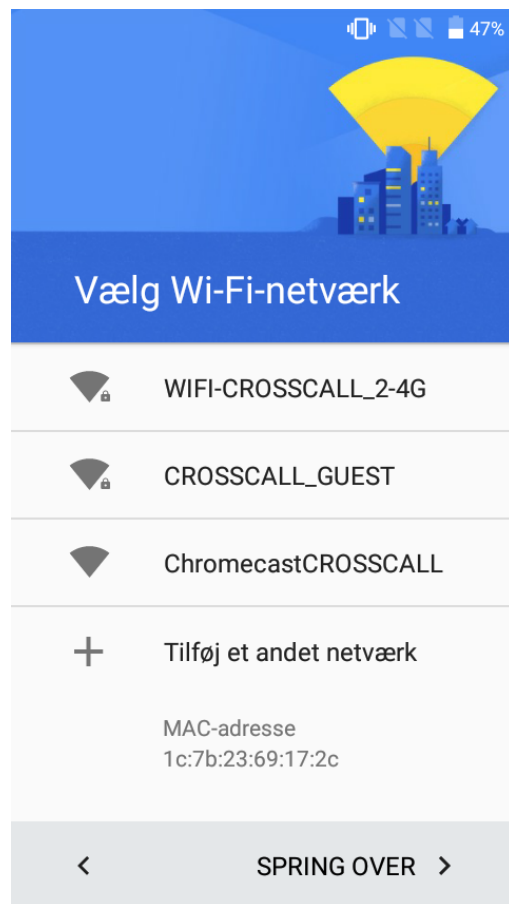 47%
Vælg Wi-Fi-netværk
WIFI-CROSSCALL_2-4G
CROSSCALL_GUEST
ChromecastCROSSCALL
Tilføj et andet netværk
MAC-adresse
1c:7b:23:69:17:2c
SPRING OVER